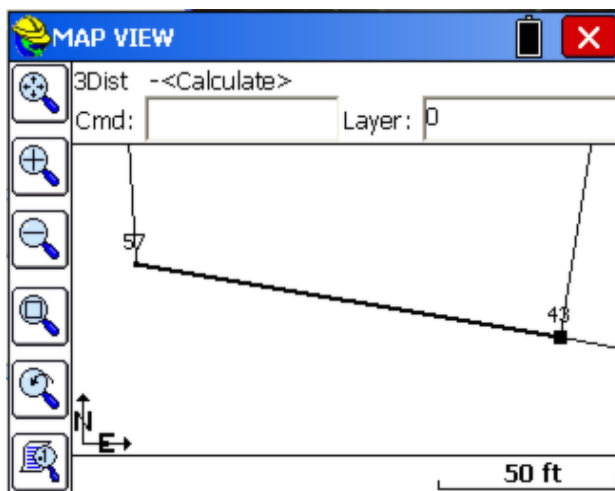 MAP VIEW
3Dist -<Calculate>
Cmd: Layer: 0
57
43
N
E
50 ft